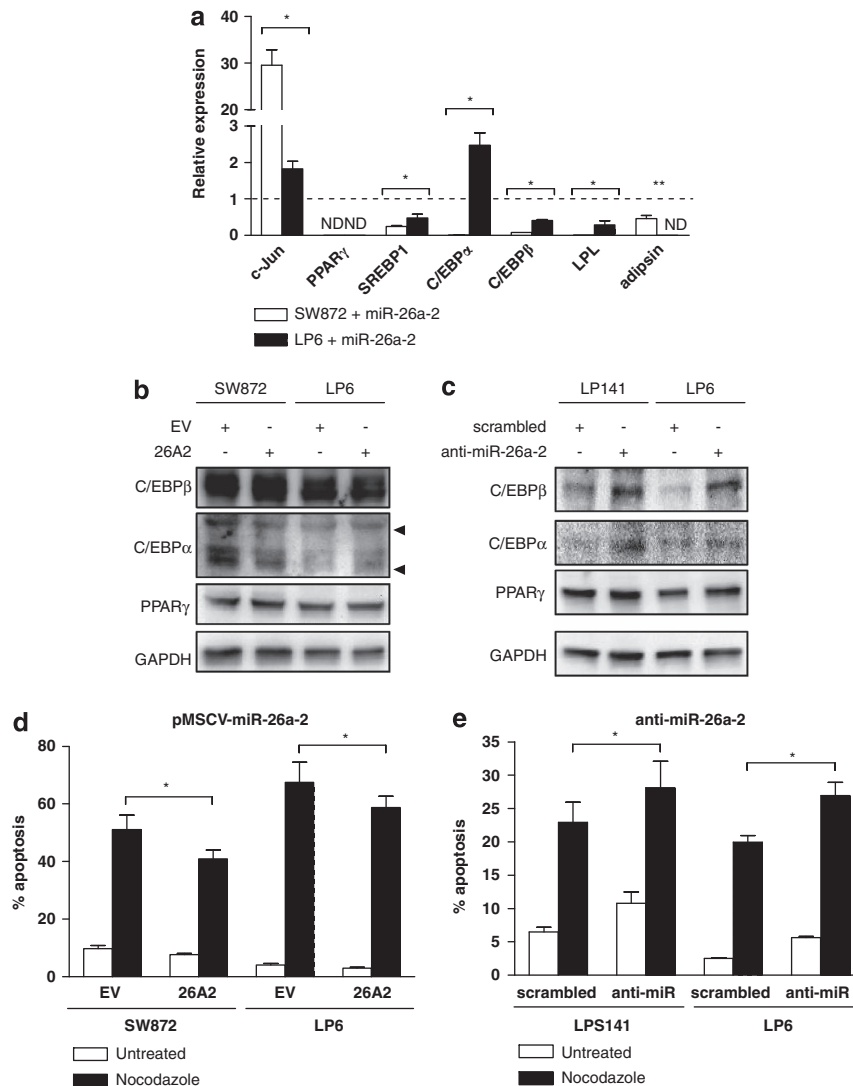 a
Relative expression
40
30
20
3
2
1
0
*
*
*
*
*
**
NDND
ND
c-Jun
PPARγ
SREBP1
C/EBPα
C/EBPβ
LPL
adipsin
SW872 + miR-26a-2
LP6 + miR-26a-2
b
SW872 LP6
EV + - + -
26A2 - + - +
C/EBPβ
C/EBPα
PPARγ
GAPDH
c
LP141 LP6
scrambled + - + -
anti-miR-26a-2 - + - +
C/EBPβ
C/EBPα
PPARγ
GAPDH
d
pMSCV-miR-26a-2
% apoptosis
80
60
40
20
0
*
*
EV 26A2 EV 26A2
SW872 LP6
Untreated
Nocodazole
e
anti-miR-26a-2
% apoptosis
35
30
25
20
15
10
5
0
*
*
scrambled anti-miR scrambled anti-miR
LPS141 LP6
Untreated
Nocodazole